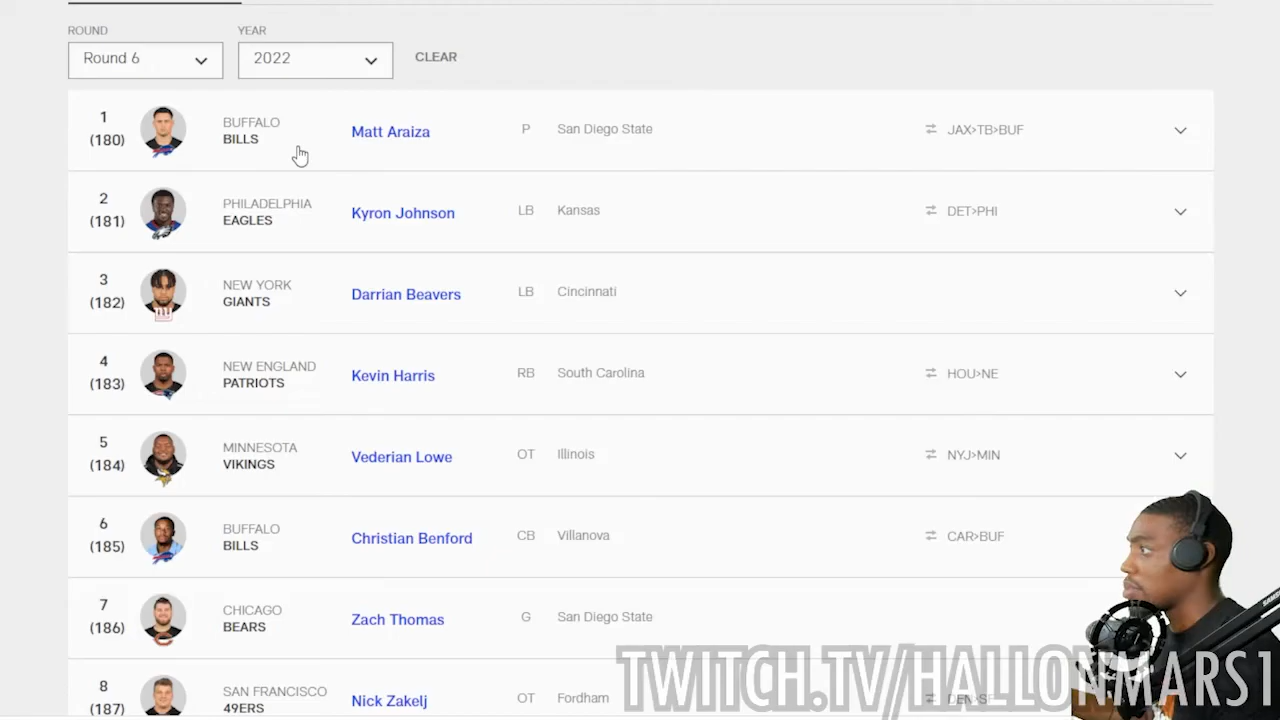 ROUND
YEAR
Round 6
2022
CLEAR
1
(180)
BUFFALO
BILLS
Matt Araiza
P
San Diego State
JAX>TB>BUF
2
(181)
PHILADELPHIA
EAGLES
Kyron Johnson
LB
Kansas
DET>PHI
3
(182)
NEW YORK
GIANTS
Darrian Beavers
LB
Cincinnati
4
(183)
NEW ENGLAND
PATRIOTS
Kevin Harris
RB
South Carolina
HOU>NE
5
(184)
MINNESOTA
VIKINGS
Vederian Lowe
OT
Illinois
NYJ>MIN
6
(185)
BUFFALO
BILLS
Christian Benford
CB
Villanova
CAR>BUF
7
(186)
CHICAGO
BEARS
Zach Thomas
G
San Diego State
8
(187)
SAN FRANCISCO
49ERS
Nick Zakelj
OT
Fordham
TWITCH.TV/HALLONMARS1